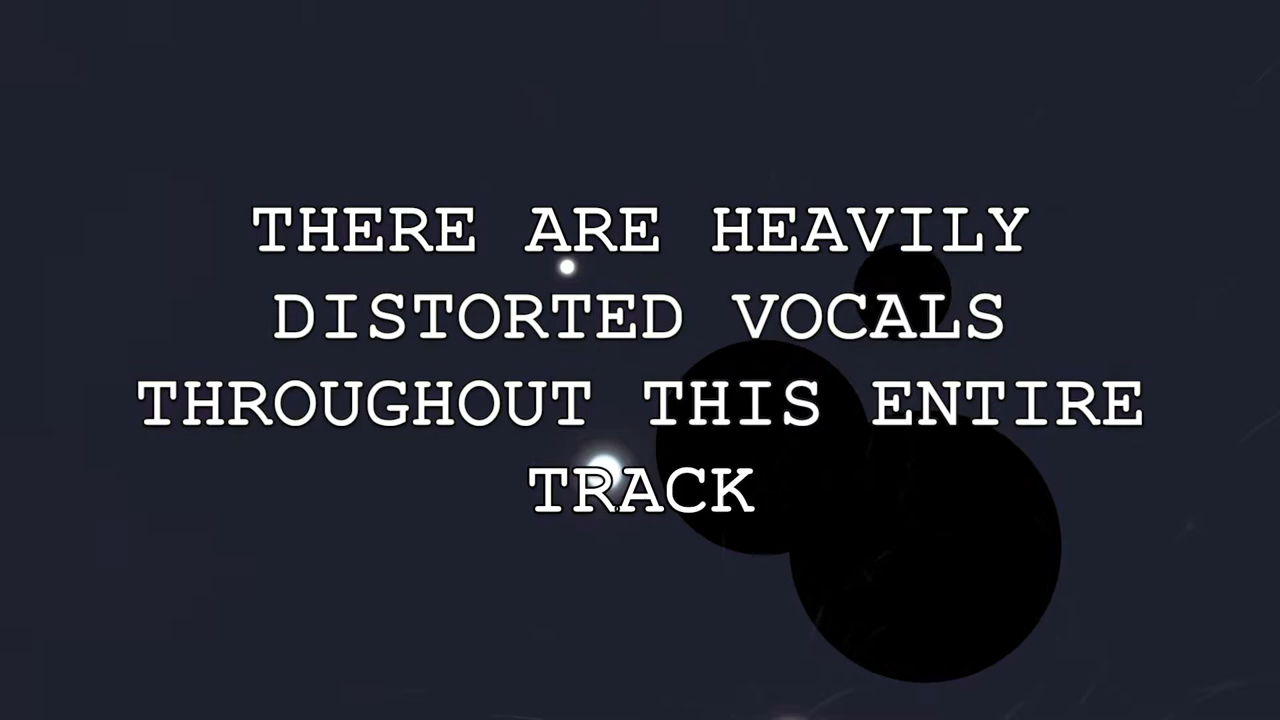 THERE ARE HEAVILY
DISTORTED VOCALS
THROUGHOUT THIS ENTIRE
TRACK